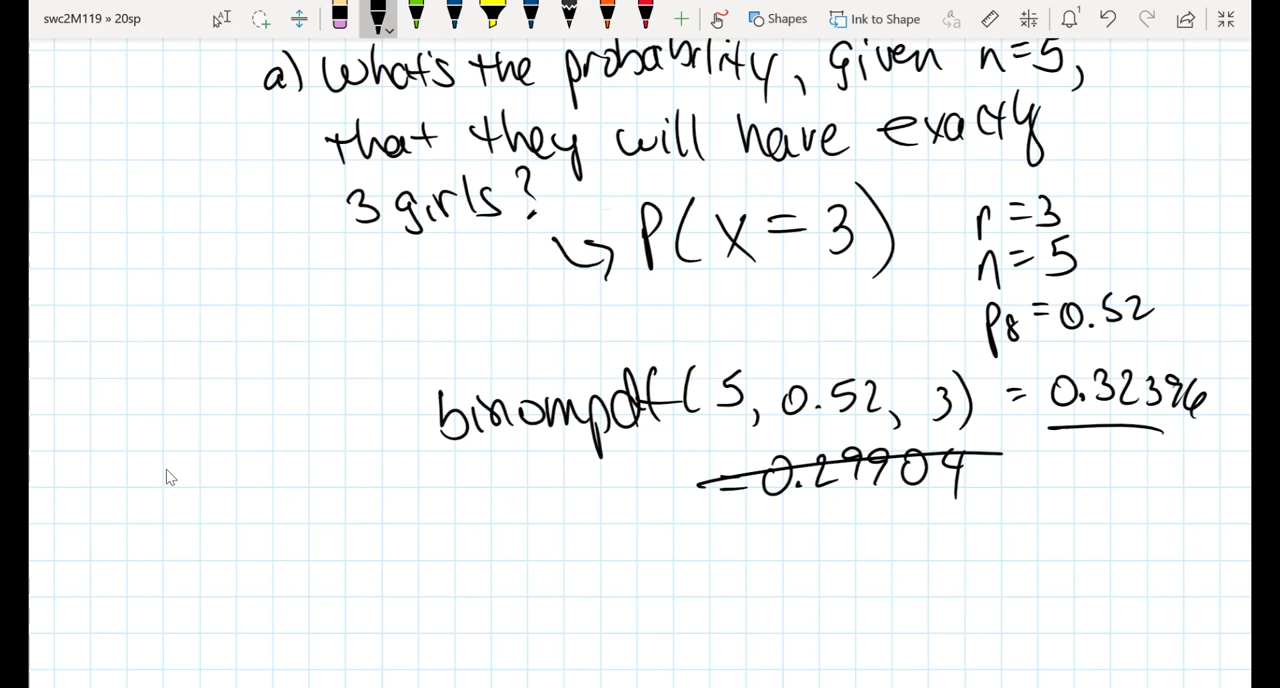 swc2M119 » 20sp
Shapes
Ink to Shape
a) What's the probability, given n=5,
that they will have exactly
3 girls?
P(X=3)
r=3
n=5
pg=0.52
binompdf(5, 0.52, 3) = 0.32396
=0.29904